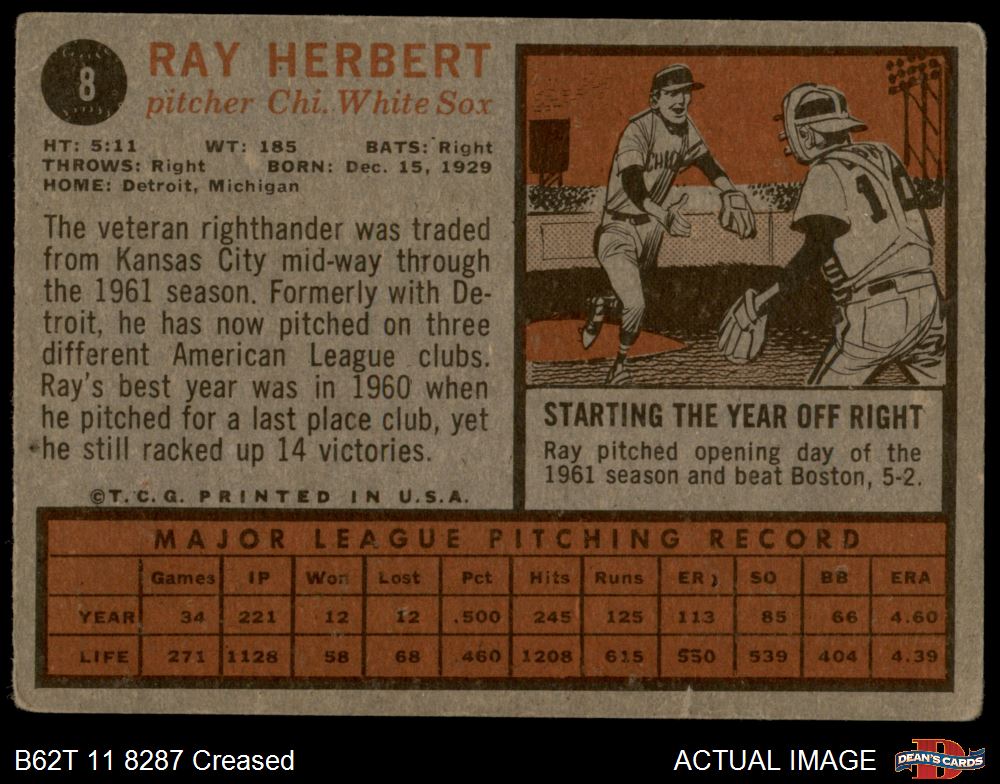 8
RAY HERBERT
pitcher Chi. White Sox
HT: 5:11 WT: 185 BATS: Right
THROWS: Right BORN: Dec. 15, 1929
HOME: Detroit, Michigan
The veteran righthander was traded
from Kansas City mid-way through
the 1961 season. Formerly with De-
troit, he has now pitched on three
different American League clubs.
Ray's best year was in 1960 when
he pitched for a last place club, yet
he still racked up 14 victories.
©T.C.G. PRINTED IN U.S.A.
CHICAG
10
STARTING THE YEAR OFF RIGHT
Ray pitched opening day of the
1961 season and beat Boston, 5-2.
MAJOR LEAGUE PITCHING RECORD
Games IP Won Lost Pct Hits Runs ER SO BB ERA
YEAR 34 221 12 12 .500 245 125 113 85 66 4.60
LIFE 271 1128 58 68 .460 1208 615 550 539 404 4.39
B62T 11 8287 Creased
ACTUAL IMAGE
DEAN'S CARDS